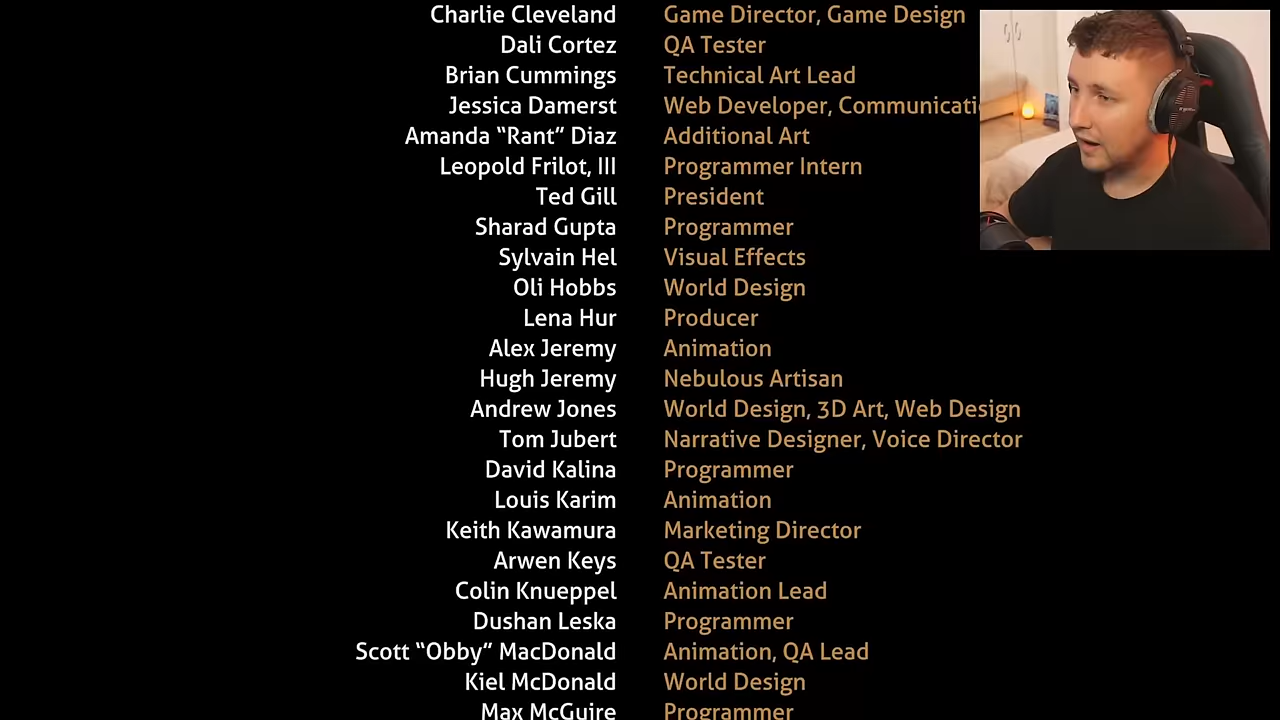 Charlie Cleveland Game Director, Game Design
Dali Cortez QA Tester
Brian Cummings Technical Art Lead
Jessica Damerst Web Developer,
Amanda “Rant” Diaz Additional Art
Leopold Frilot, III Programmer Intern
Ted Gill President
Sharad Gupta Programmer
Sylvain Hel Visual Effects
Oli Hobbs World Design
Lena Hur Producer
Alex Jeremy Animation
Hugh Jeremy Nebulous Artisan
Andrew Jones World Design, 3D Art, Web Design
Tom Jubert Narrative Designer, Voice Director
David Kalina Programmer
Louis Karim Animation
Keith Kawamura Marketing Director
Arwen Keys QA Tester
Colin Knueppel Animation Lead
Dushan Leska Programmer
Scott “Obby” MacDonald Animation, QA Lead
Kiel McDonald World Design
Max McGuire Programmer